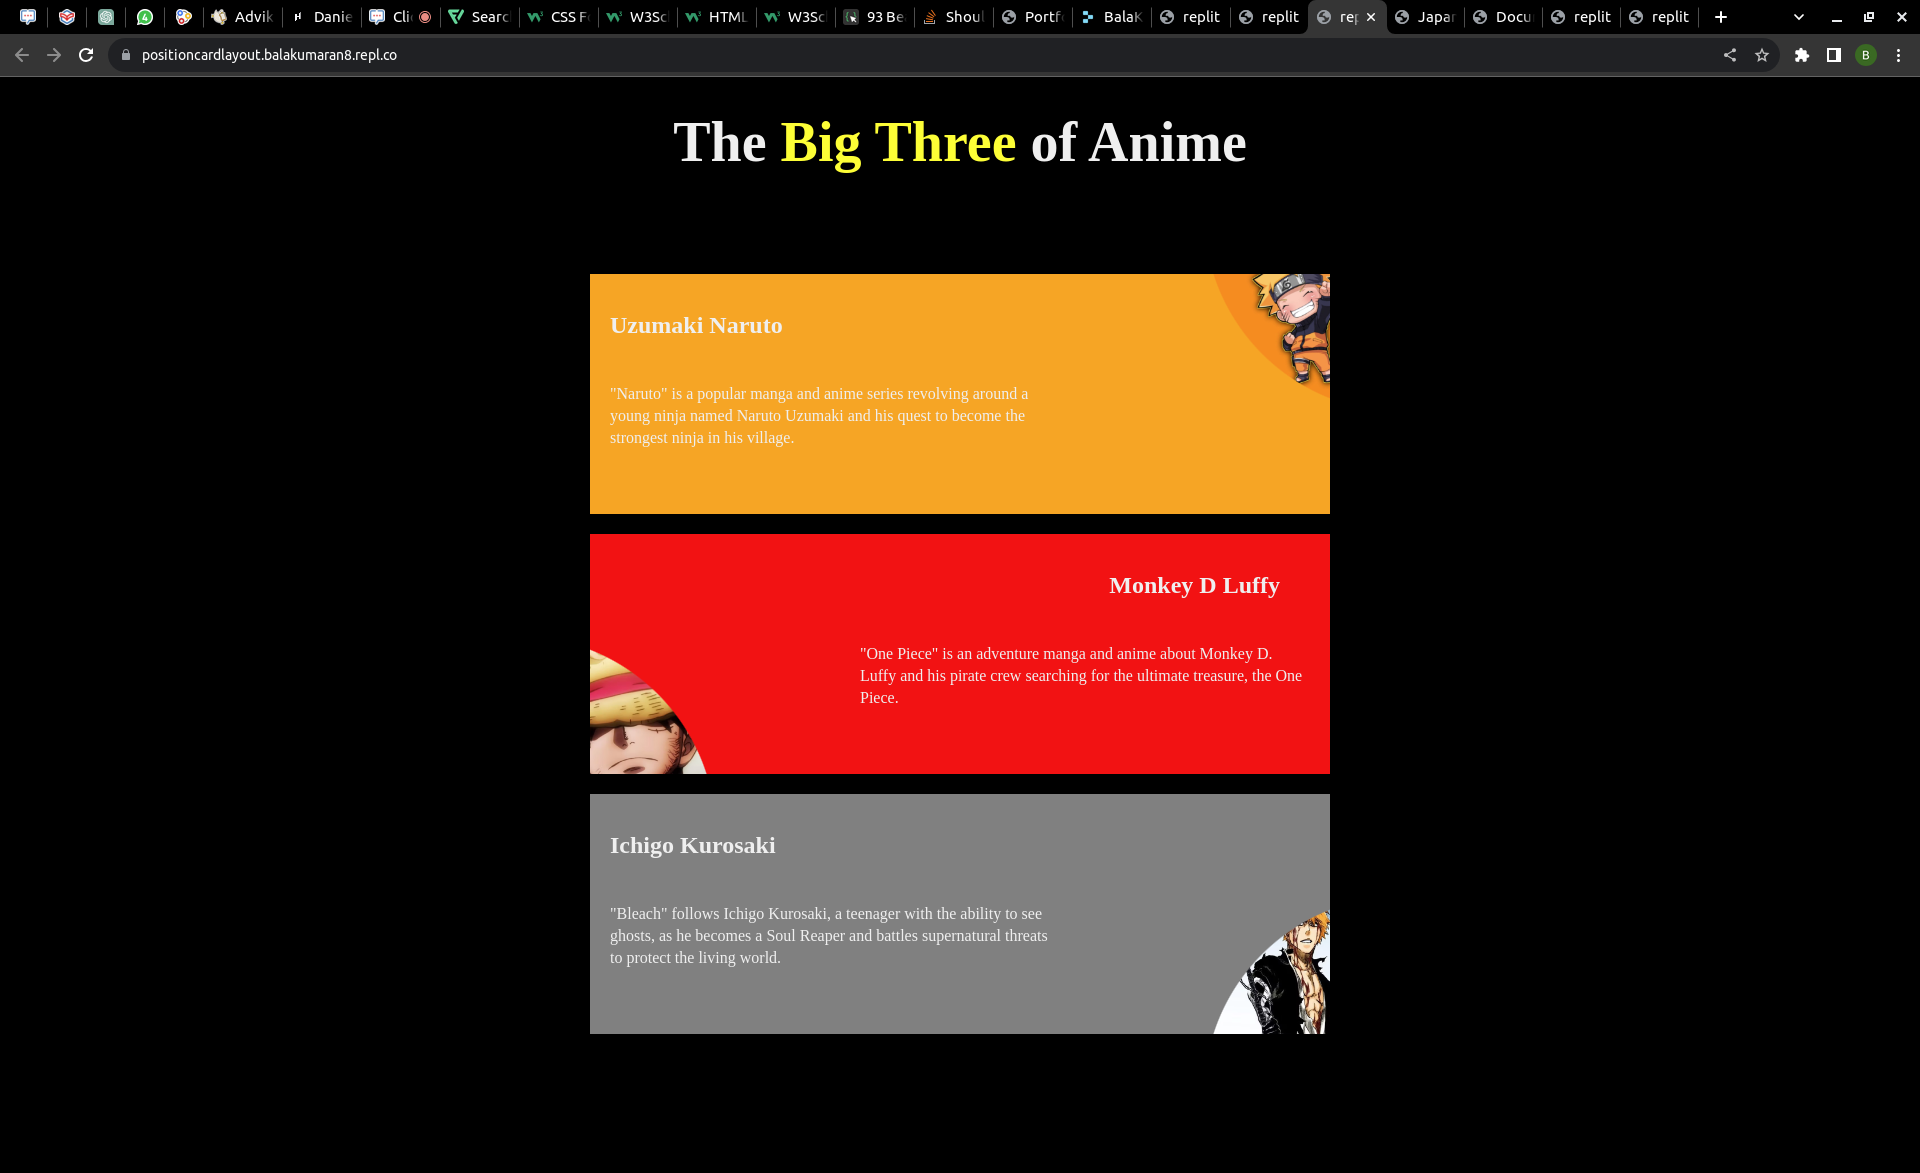 4
Advik
Danie
Clic
Searc
CSS F
W3Sc
HTML
W3Sc
93 Be
Shoul
Portf
BalaK
replit
replit
rep
Japan
Docu
replit
replit
positioncardlayout.balakumaran8.repl.co
B
The Big Three of Anime
Uzumaki Naruto
"Naruto" is a popular manga and anime series revolving around a
young ninja named Naruto Uzumaki and his quest to become the
strongest ninja in his village.
Monkey D Luffy
"One Piece" is an adventure manga and anime about Monkey D.
Luffy and his pirate crew searching for the ultimate treasure, the One
Piece.
Ichigo Kurosaki
"Bleach" follows Ichigo Kurosaki, a teenager with the ability to see
ghosts, as he becomes a Soul Reaper and battles supernatural threats
to protect the living world.